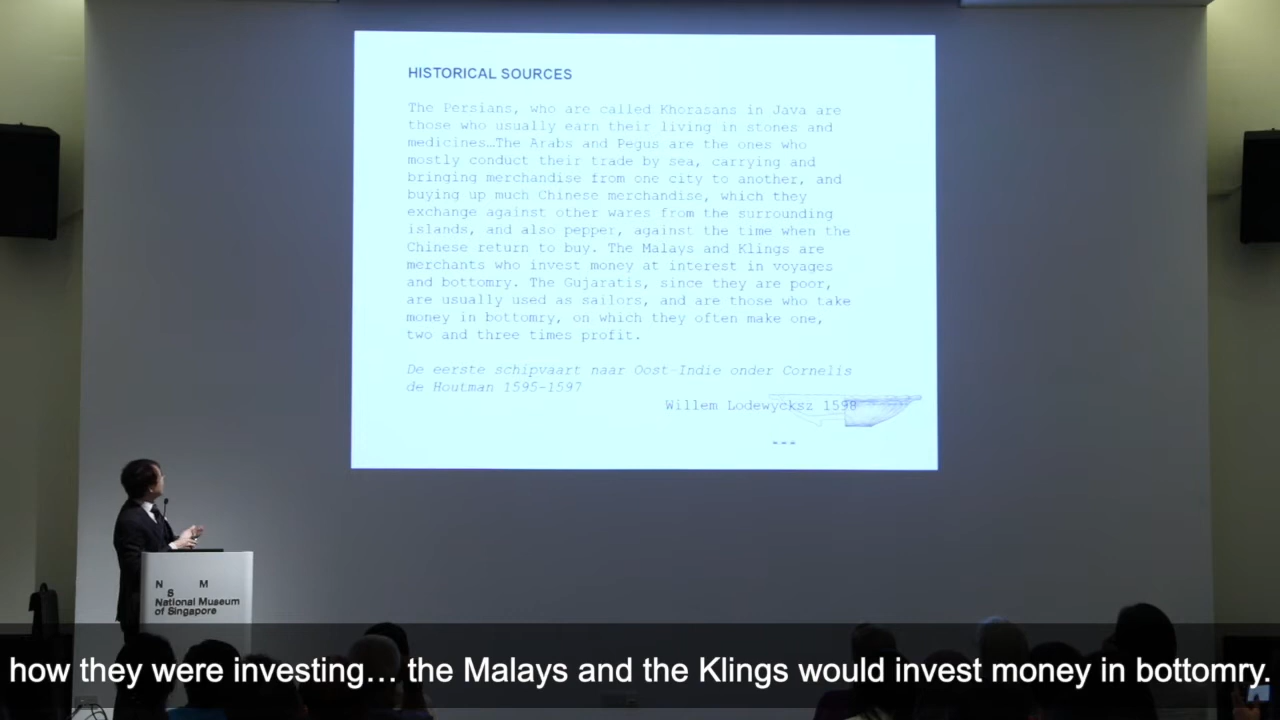 HISTORICAL SOURCES
The Persians, who are called Khorasans in Java are
those who usually earn their living in stones and
medicines…The Arabs and Pegus are the ones who
mostly conduct their trade by sea, carrying and
bringing merchandise from one city to another, and
buying up much Chinese merchandise, which they
exchange against other wares from the surrounding
islands, and also pepper, against the time when the
Chinese return to buy. The Malays and Klings are
merchants who invest money at interest in voyages
and bottomry. The Gujaratis, since they are poor,
are usually used as sailors, and are those who take
money in bottomry, on which they often make one,
two and three times profit.
De eerste schipvaart naar Oost-Indie onder Cornelis
de Houtman 1595-1597
Willem Lodewycksz 1598
N M
S
National Museum
of Singapore
how they were investing… the Malays and the Klings would invest money in bottomry.